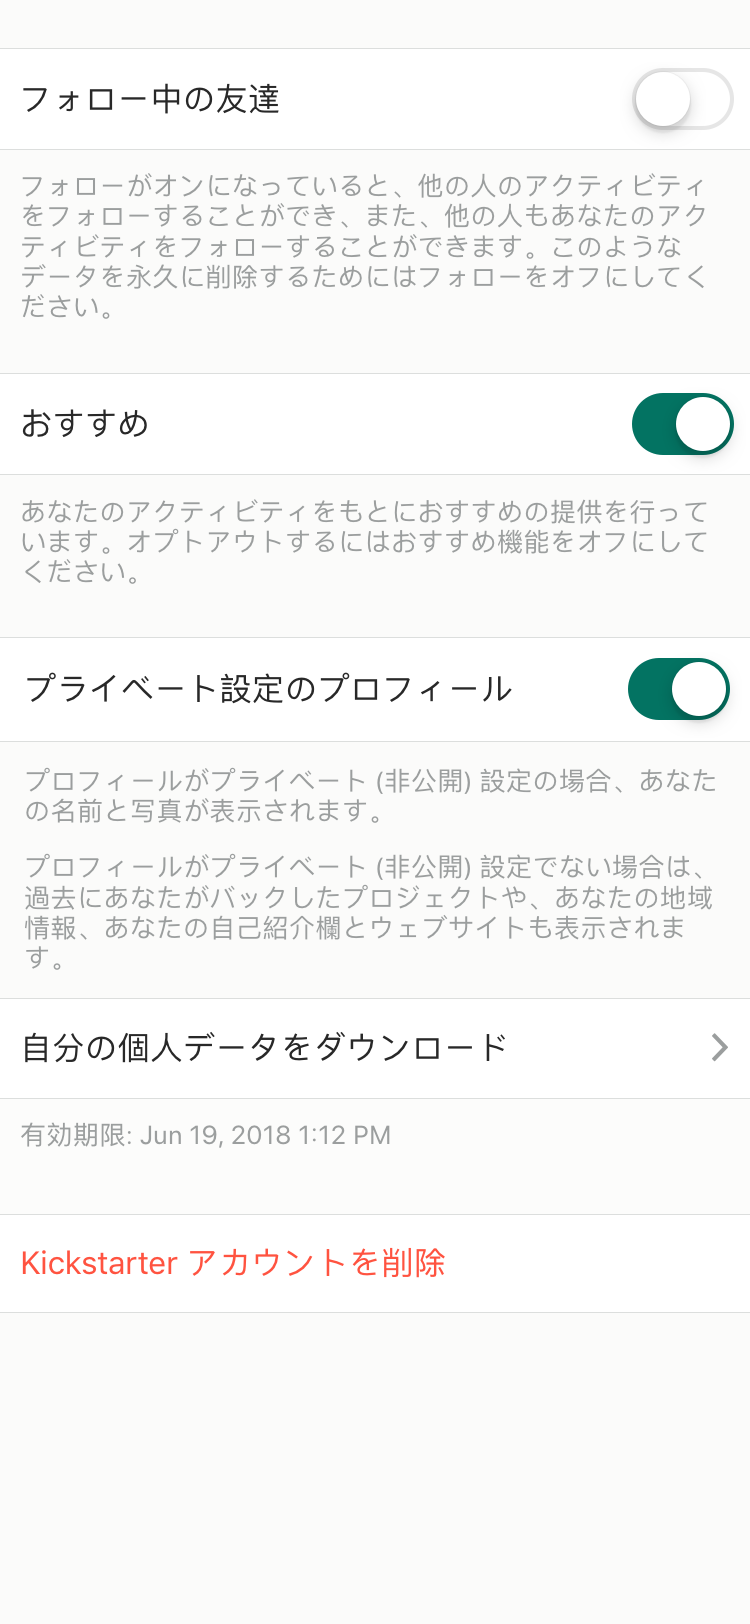 フォロー中の友達
フォローがオンになっていると、他の人のアクティビティ
をフォローすることができ、また、他の人もあなたのアク
ティビティをフォローすることができます。このような
データを永久に削除するためにはフォローをオフにしてく
ださい。
おすすめ
あなたのアクティビティをもとにおすすめの提供を行って
います。オプトアウトするにはおすすめ機能をオフにして
ください。
プライベート設定のプロフィール
プロフィールがプライベート (非公開) 設定の場合、あなた
の名前と写真が表示されます。
プロフィールがプライベート (非公開) 設定でない場合は、
過去にあなたがバックしたプロジェクトや、あなたの地域
情報、あなたの自己紹介欄とウェブサイトも表示されま
す。
自分の個人データをダウンロード
有効期限: Jun 19, 2018 1:12 PM
Kickstarter アカウントを削除